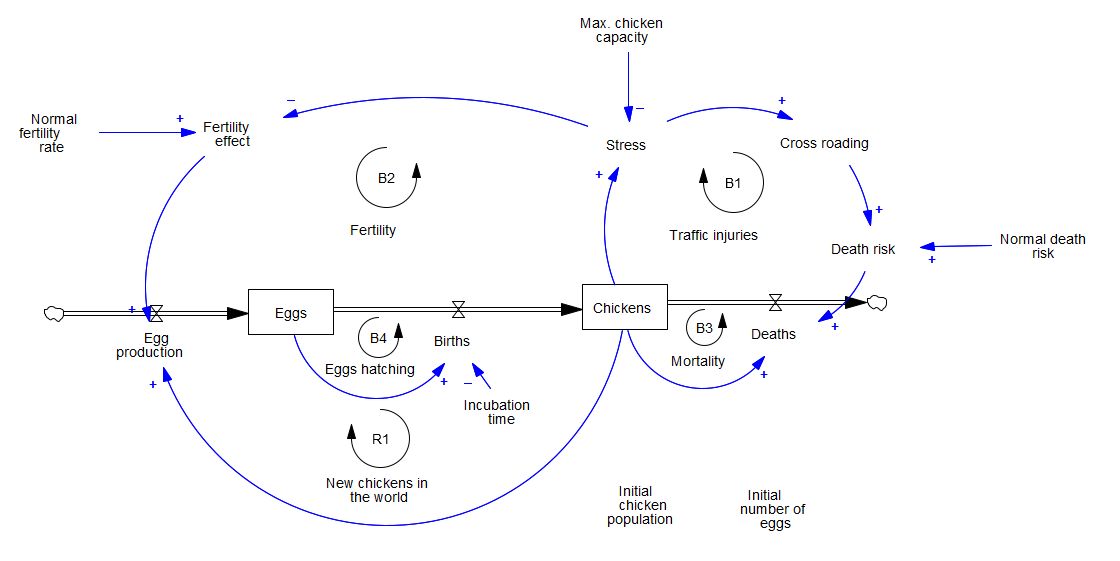 Max. chicken
capacity
Normal
fertility
rate
+
Fertility
effect
–
–
+
Stress
Cross roading
+
B2
B1
+
Fertility
Traffic injuries
Death risk
+
Normal death
risk
+
Eggs
Chickens
Egg
production
+
B4
Births
Eggs hatching
+
–
Incubation
time
B3
Deaths
+
Mortality
+
R1
New chickens in
the world
Initial
chicken
population
Initial
number of
eggs